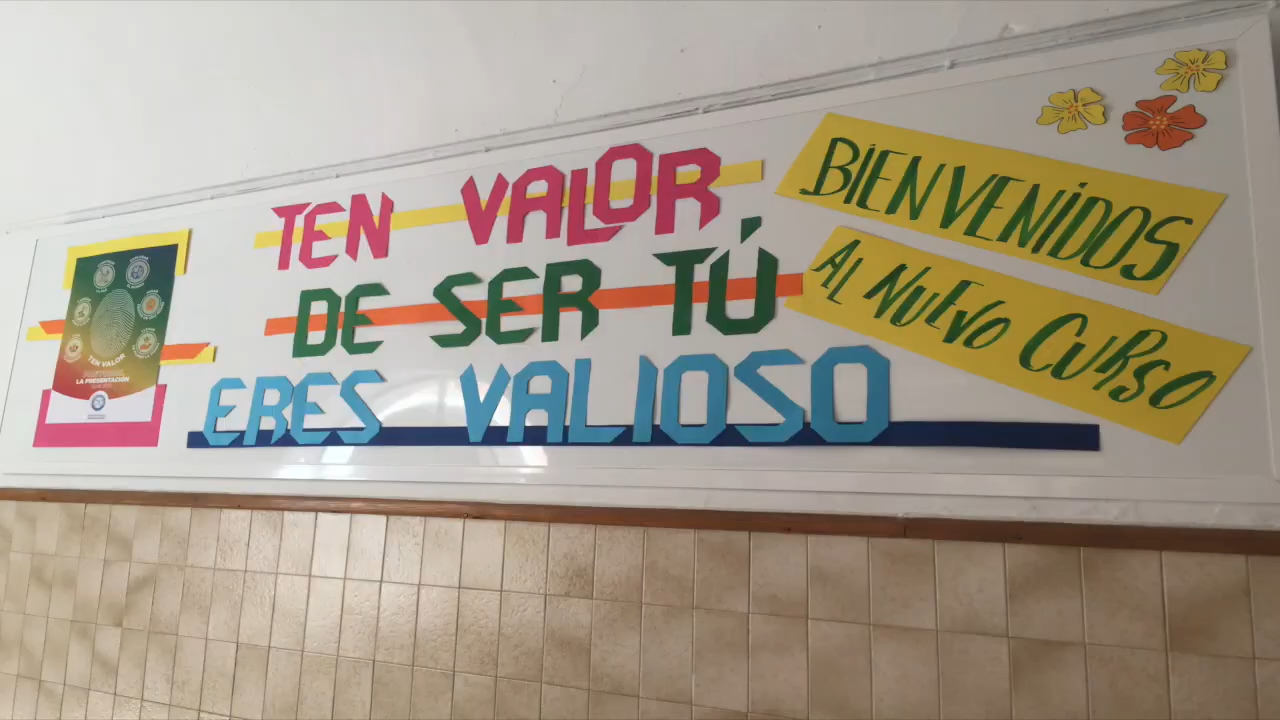 TEN VALOR
DE SER TÚ
ERES VALIOSO
BIENVENIDOS
AL NUEVO CURSO
TEN VALOR
LA PRESENTACIÓN